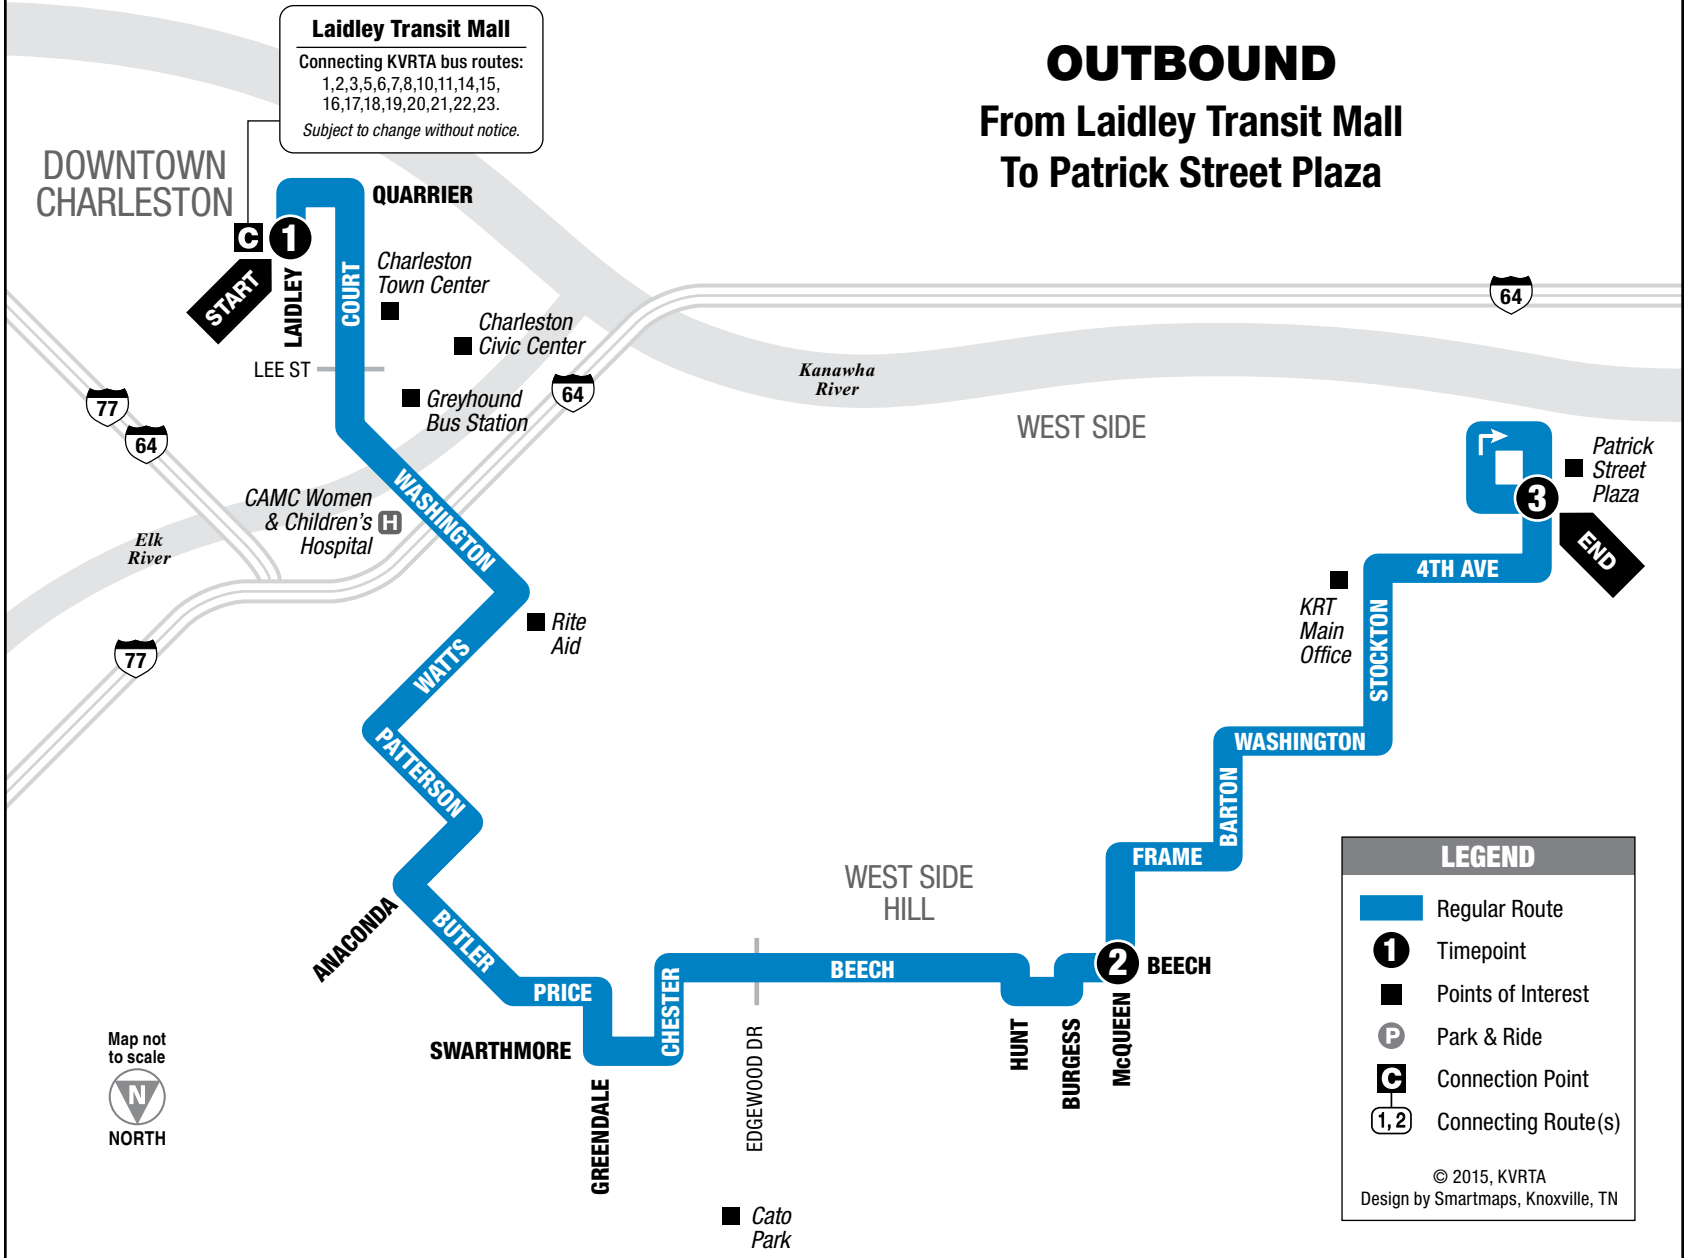 Laidley Transit Mall
Connecting KVRTA bus routes:
1,2,3,5,6,7,8,10,11,14,15,
16,17,18,19,20,21,22,23.
Subject to change without notice.
OUTBOUND
From Laidley Transit Mall
To Patrick Street Plaza
DOWNTOWN
CHARLESTON
C
1
START
LAIDLEY
QUARRIER
COURT
Charleston
Town Center
Charleston
Civic Center
LEE ST
Greyhound
Bus Station
64
64
77
64
Kanawha
River
WEST SIDE
WASHINGTON
CAMC Women
& Children's
Hospital
H
Elk
River
77
Rite
Aid
WATTS
PATTERSON
ANACONDA
BUTLER
PRICE
SWARTHMORE
GREENDALE
CHESTER
EDGEWOOD DR
WEST SIDE
HILL
BEECH
HUNT
BURGESS
McQUEEN
2
BEECH
FRAME
BARTON
WASHINGTON
STOCKTON
4TH AVE
KRT
Main
Office
3
Patrick
Street
Plaza
END
Cato
Park
Map not
to scale
N
NORTH
LEGEND
Regular Route
1
Timepoint
Points of Interest
P
Park & Ride
C
Connection Point
1,2
Connecting Route(s)
© 2015, KVRTA
Design by Smartmaps, Knoxville, TN